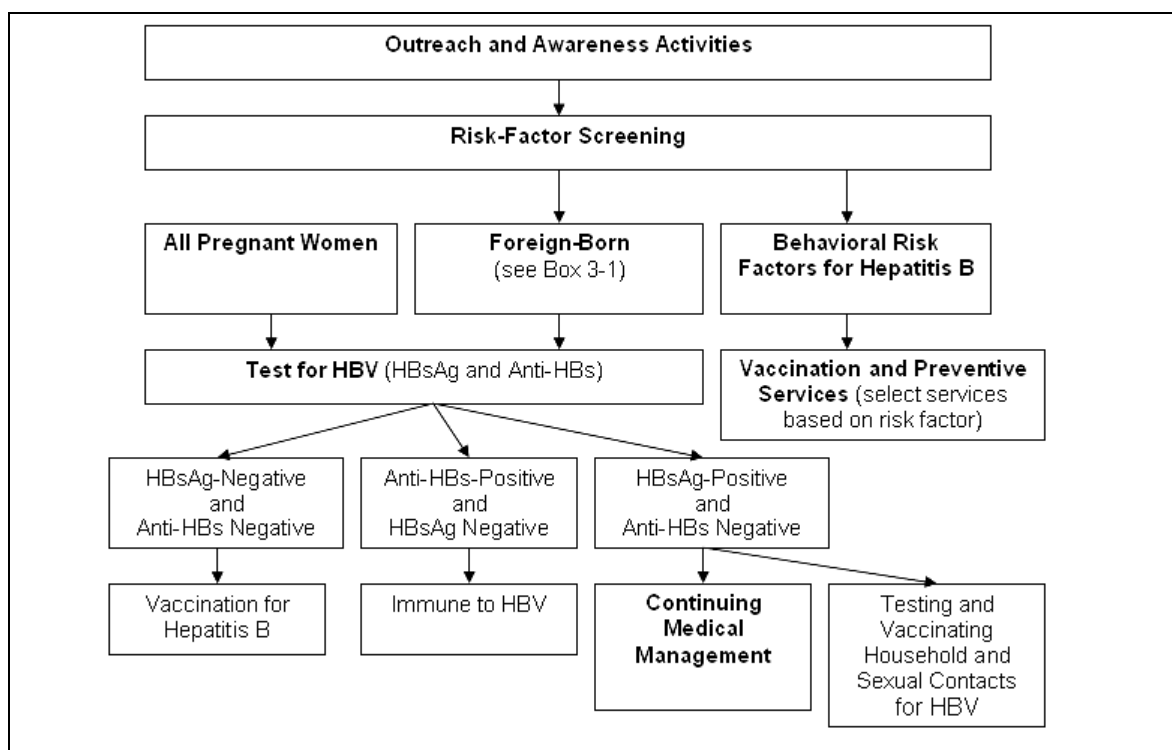 Outreach and Awareness Activities
Risk-Factor Screening
All Pregnant Women
Foreign-Born
(see Box 3-1)
Behavioral Risk
Factors for Hepatitis B
Test for HBV (HBsAg and Anti-HBs)
Vaccination and Preventive
Services (select services
based on risk factor)
HBsAg-Negative
and
Anti-HBs Negative
Anti-HBs-Positive
and
HBsAg Negative
HBsAg-Positive
and
Anti-HBs Negative
Vaccination for
Hepatitis B
Immune to HBV
Continuing
Medical
Management
Testing and
Vaccinating
Household and
Sexual Contacts
for HBV